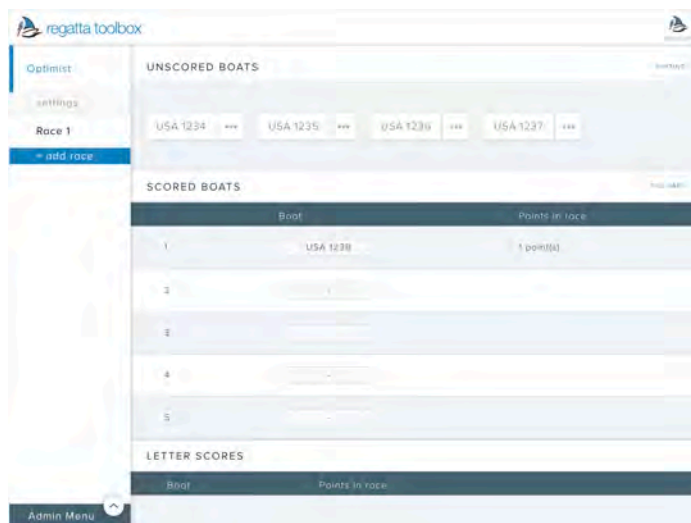 regatta toolbox
Optimist
settings
Race 1
+ add race
Admin Menu
UNSCORED BOATS
USA 1234 •••
USA 1235 •••
USA 1236 •••
USA 1237 •••
SCORED BOATS
Boat Points in race
1 USA 1238 1 point(s)
2 -
3
4 -
5 -
LETTER SCORES
Boat Points in race